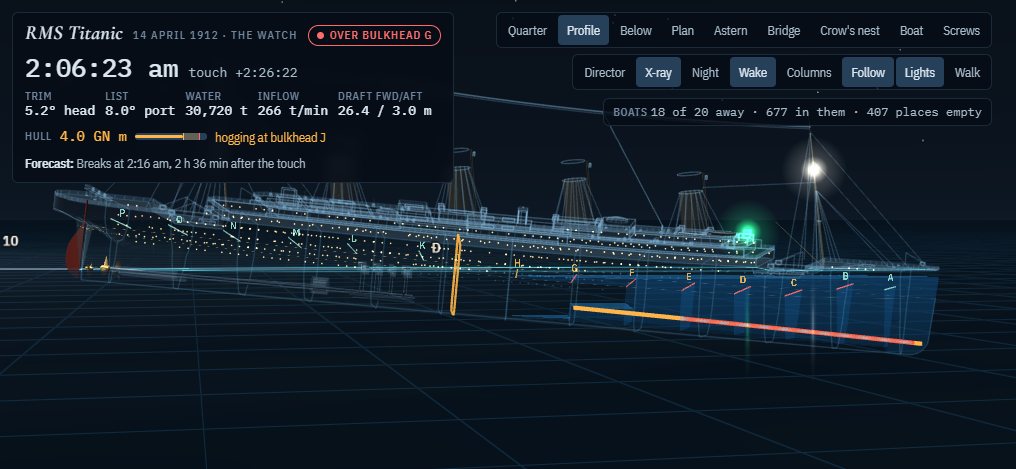 RMS Titanic 14 APRIL 1912 · THE WATCH OVER BULKHEAD G
2:06:23 am touch +2:26:22
TRIM LIST WATER INFLOW DRAFT FWD/AFT
5.2° head 8.0° port 30,720 t 266 t/min 26.4 / 3.0 m
HULL 4.0 GN m hogging at bulkhead J
Forecast: Breaks at 2:16 am, 2 h 36 min after the touch
Quarter Profile Below Plan Astern Bridge Crow's nest Boat Screws
Director X-ray Night Wake Columns Follow Lights Walk
BOATS 18 of 20 away · 677 in them · 407 places empty
P O N M L K H G F E D C B A
10